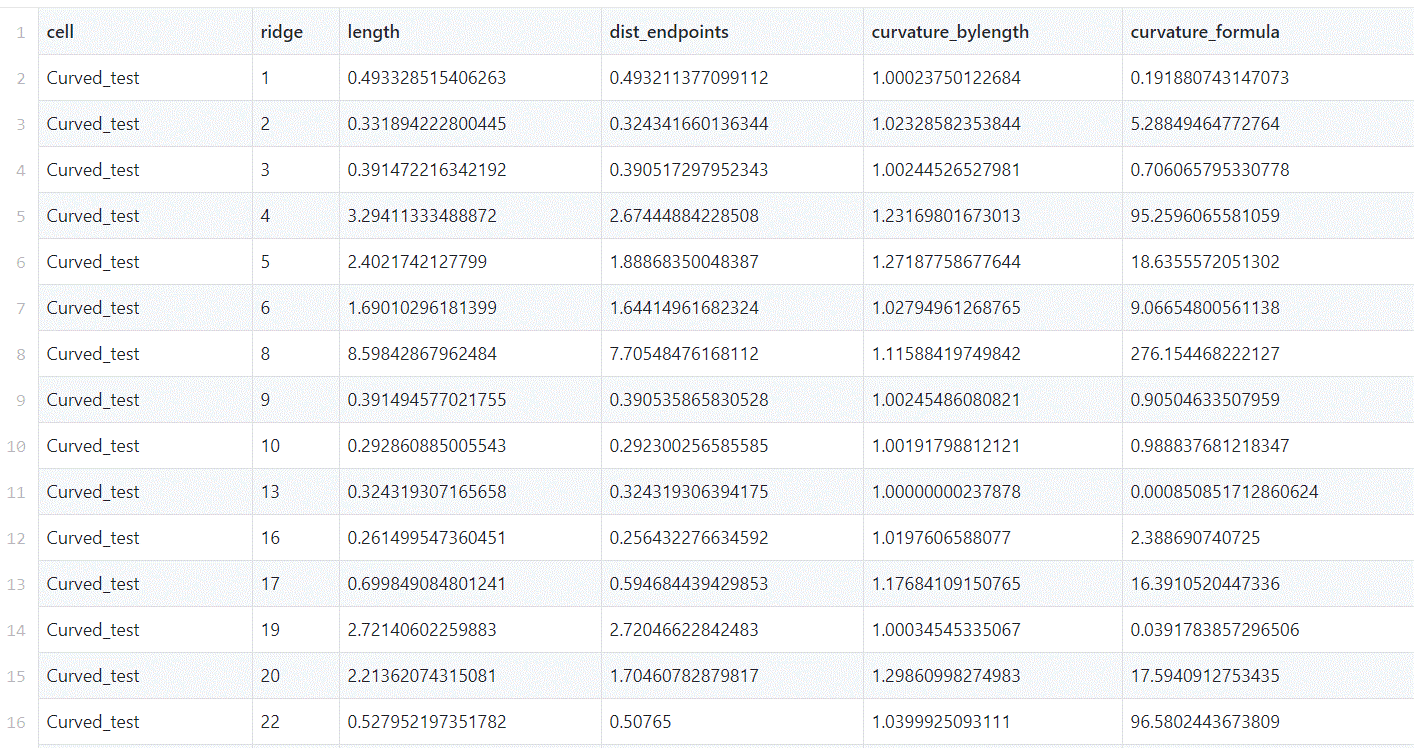 1 cell ridge length dist_endpoints curvature_bylength curvature_formula
2 Curved_test 1 0.493328515406263 0.493211377099112 1.00023750122684 0.191880743147073
3 Curved_test 2 0.331894222800445 0.324341660136344 1.02328582353844 5.28849464772764
4 Curved_test 3 0.391472216342192 0.390517297952343 1.00244526527981 0.706065795330778
5 Curved_test 4 3.29411333488872 2.67444884228508 1.23169801673013 95.2596065581059
6 Curved_test 5 2.4021742127799 1.88868350048387 1.27187758677644 18.6355572051302
7 Curved_test 6 1.69010296181399 1.64414961682324 1.02794961268765 9.06654800561138
8 Curved_test 8 8.59842867962484 7.70548476168112 1.11588419749842 276.154468222127
9 Curved_test 9 0.391494577021755 0.390535865830528 1.00245486080821 0.90504633507959
10 Curved_test 10 0.292860885005543 0.292300256585585 1.00191798812121 0.988837681218347
11 Curved_test 13 0.324319307165658 0.324319306394175 1.00000000237878 0.000850851712860624
12 Curved_test 16 0.261499547360451 0.256432276634592 1.0197606588077 2.388690740725
13 Curved_test 17 0.699849084801241 0.594684439429853 1.17684109150765 16.3910520447336
14 Curved_test 19 2.72140602259883 2.72046622842483 1.00034545335067 0.0391783857296506
15 Curved_test 20 2.21362074315081 1.70460782879817 1.29860998274983 17.5940912753435
16 Curved_test 22 0.527952197351782 0.50765 1.0399925093111 96.5802443673809